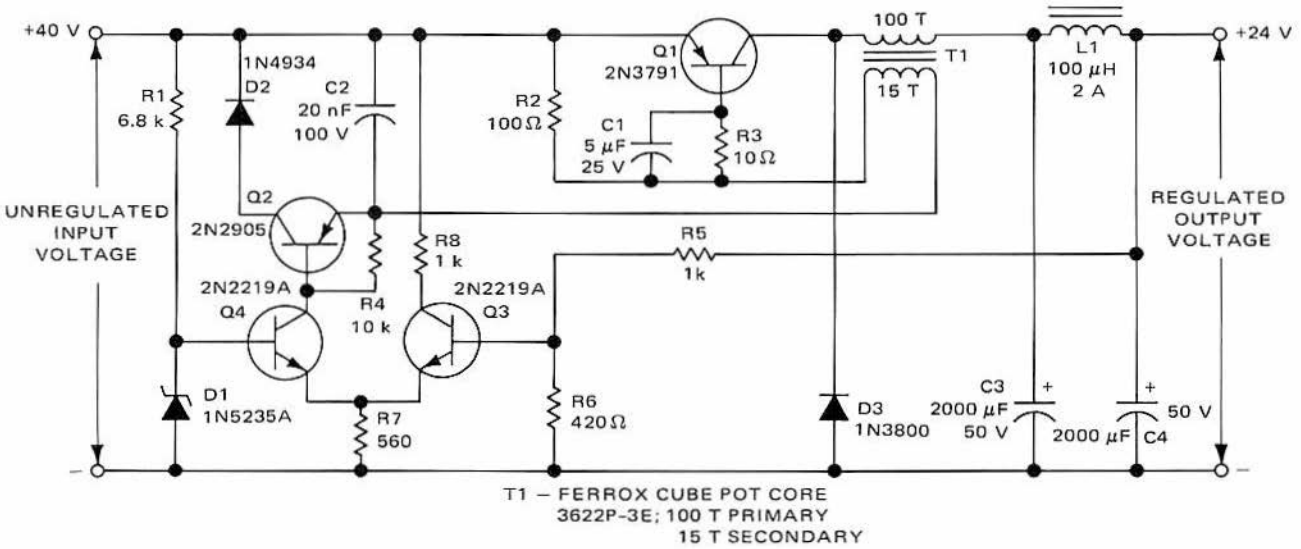 +40 V
1N4934
D2
C2
20 nF
100 V
R1
6.8 k
Q1
2N3791
100 T
T1
15 T
L1
100 μH
2 A
+24 V
R2
100Ω
C1
5 μF
25 V
R3
10Ω
UNREGULATED
INPUT
VOLTAGE
Q2
2N2905
R8
1 k
R5
1k
REGULATED
OUTPUT
VOLTAGE
2N2219A
Q4
R4
10 k
2N2219A
Q3
D1
1N5235A
R7
560
R6
420Ω
D3
1N3800
C3
2000 μF
50 V
+
+
50 V
2000 μF
C4
−
−
T1 – FERROX CUBE POT CORE
3622P-3E; 100 T PRIMARY
15 T SECONDARY